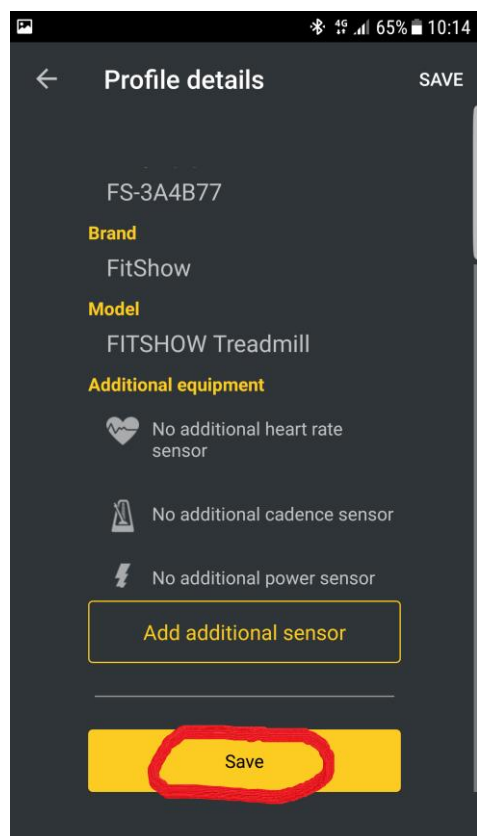 4G 65% 10:14
Profile details SAVE
FS-3A4B77
Brand
FitShow
Model
FITSHOW Treadmill
Additional equipment
No additional heart rate
sensor
No additional cadence sensor
No additional power sensor
Add additional sensor
Save